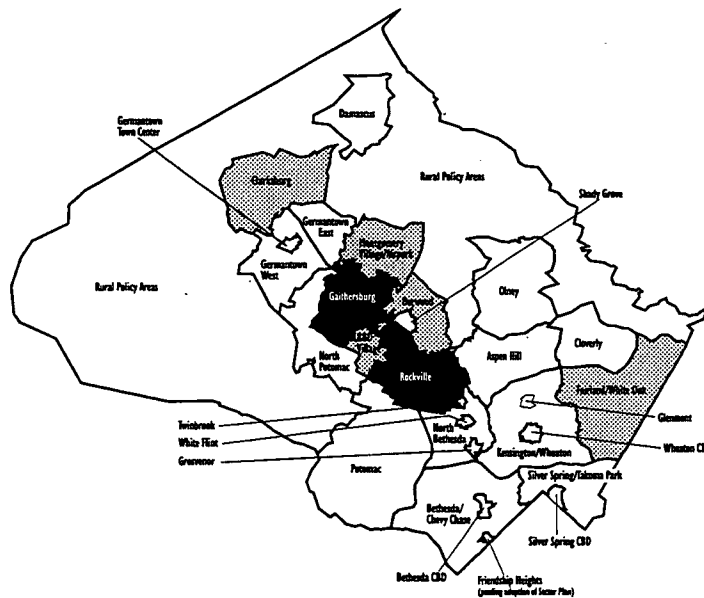 Damascus
Germantown
Town Center
Clarksburg
Rural Policy Areas
Shady Grove
Germantown
East
Montgomery
Village/Airpark
Germantown
West
Rural Policy Areas
Gaithersburg
Derwood
Olney
North
Potomac
Village
Aspen Hill
Cloverly
Rockville
Fairland/White Oak
Glenmont
Twinbrook
White Flint
North
Bethesda
Grosvenor
Kensington/Wheaton
Wheaton CB
Potomac
Silver Spring/Takoma Park
Bethesda/
Chevy Chase
Silver Spring CBD
Bethesda CBD
Friendship Heights
(pending adoption of Sector Plan)